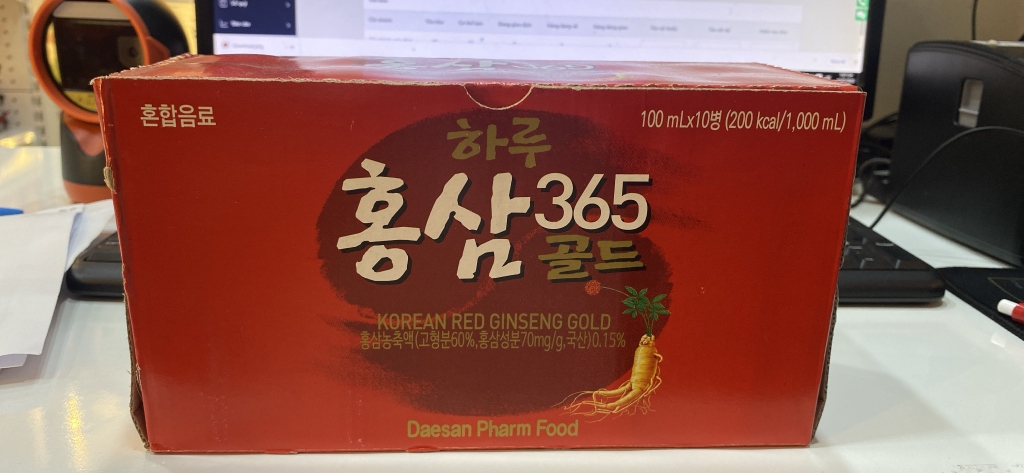 혼합음료
100 mLx10병 (200 kcal/1,000 mL)
하루
홍삼365
골드
KOREAN RED GINSENG GOLD
홍삼농축액(고형분60%,홍삼성분70mg/g,국산)0.15%
Daesan Pharm Food